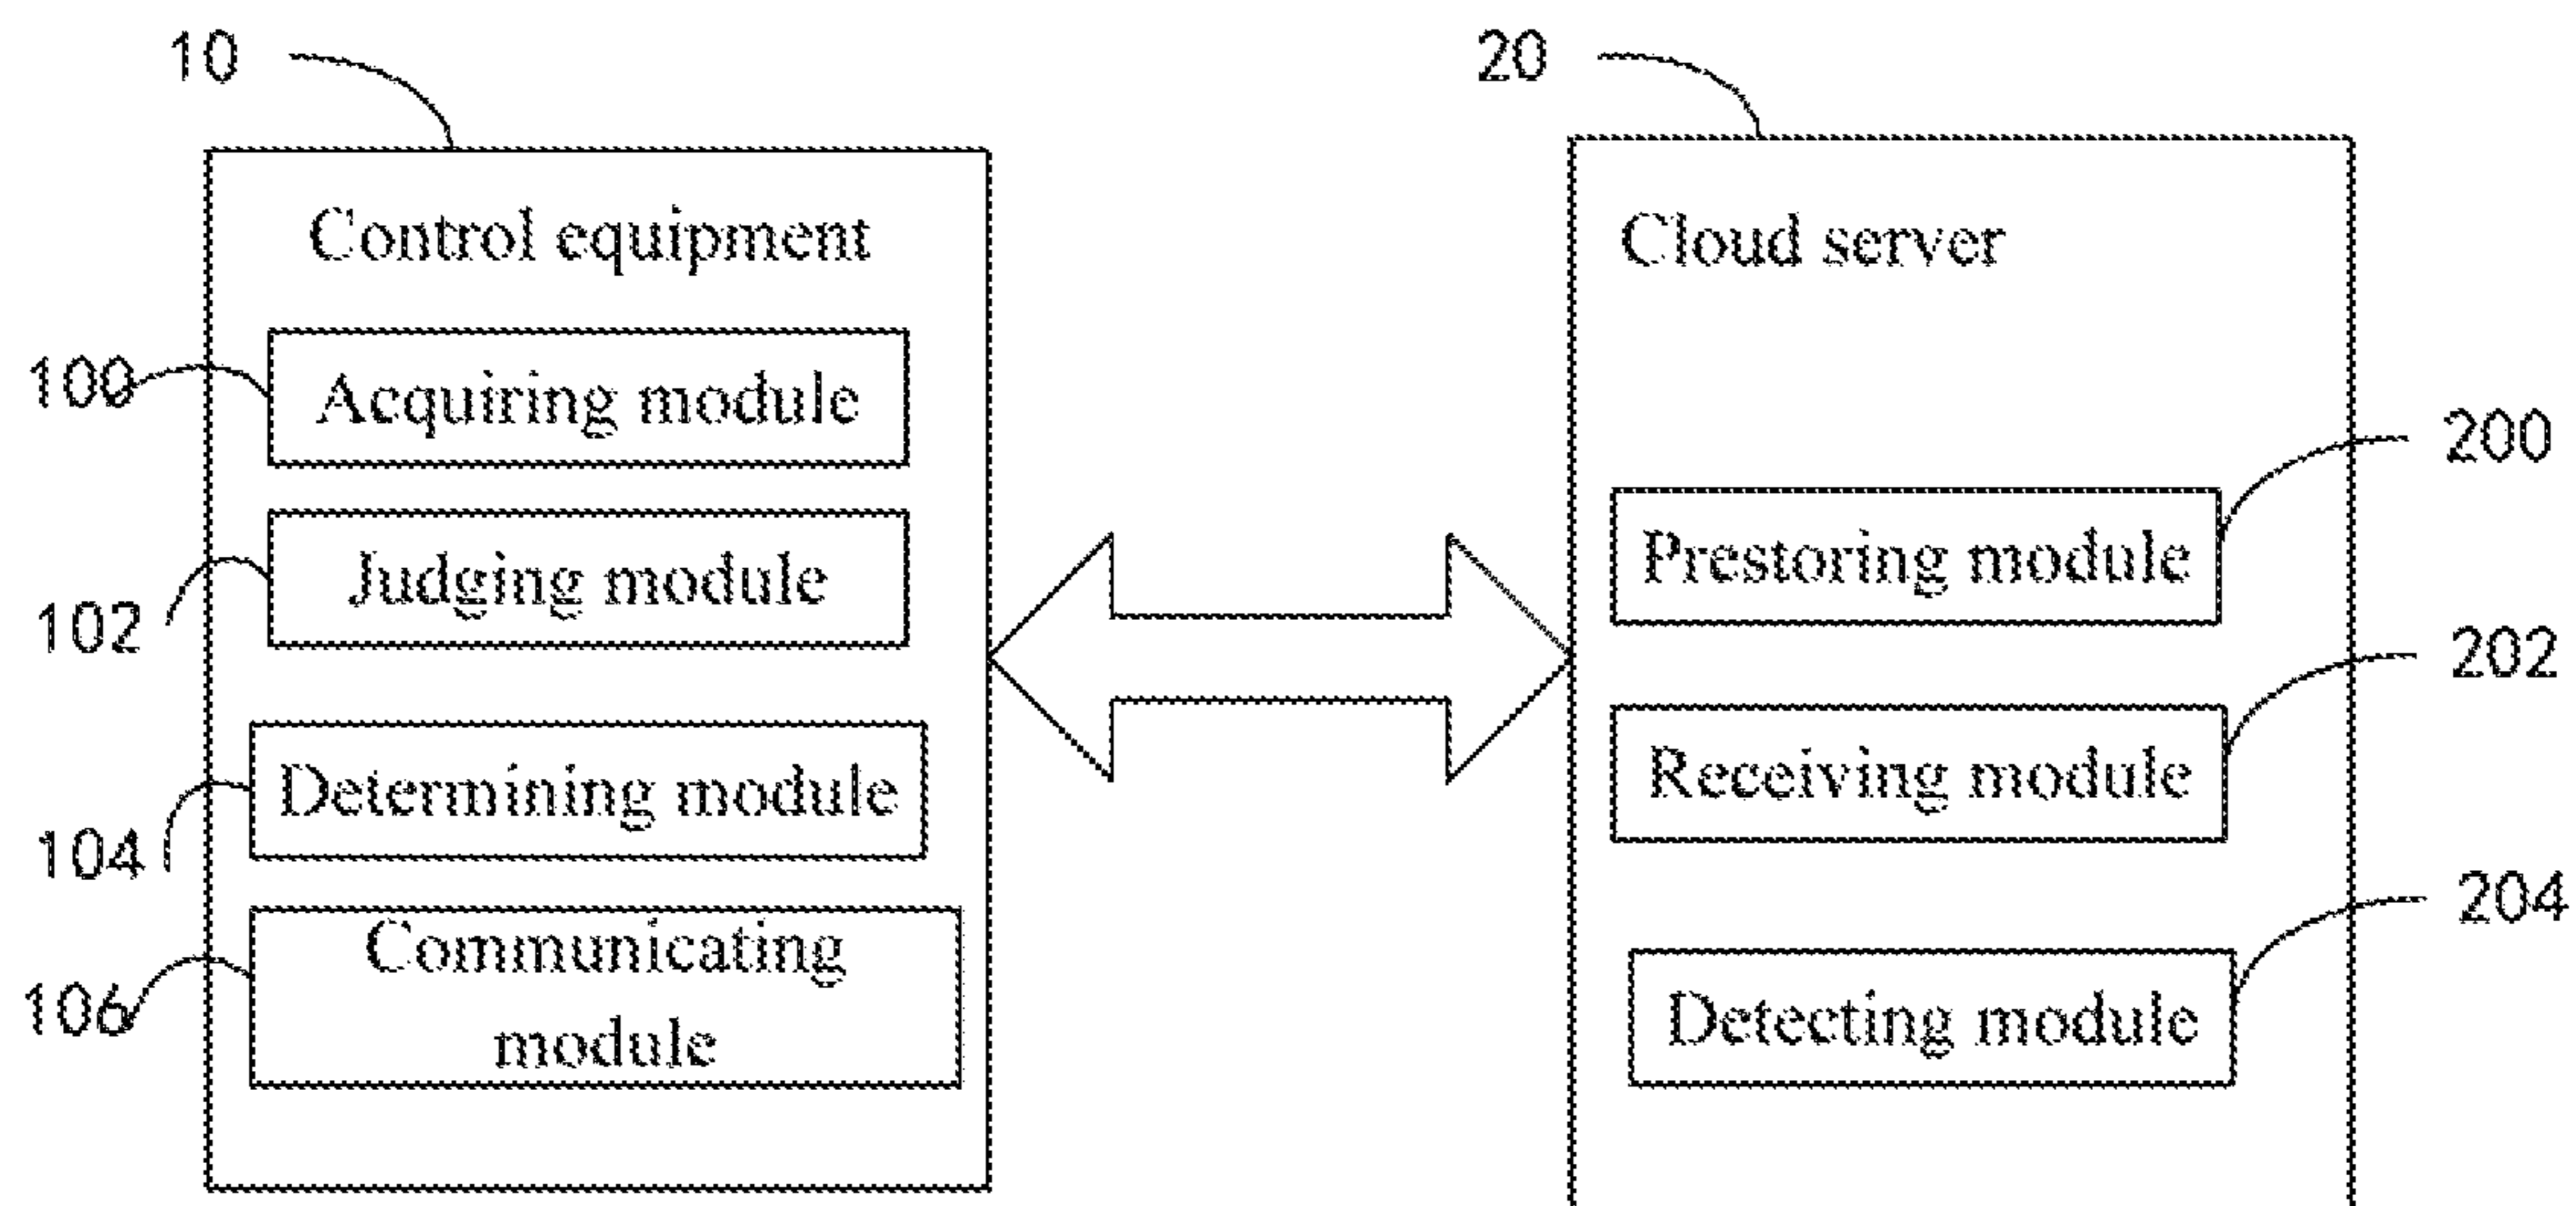 10
Control equipment
100
Acquiring module
102
Judging module
104
Determining module
106
Communicating
module
20
Cloud server
200
Prestoring module
202
Receiving module
204
Detecting module